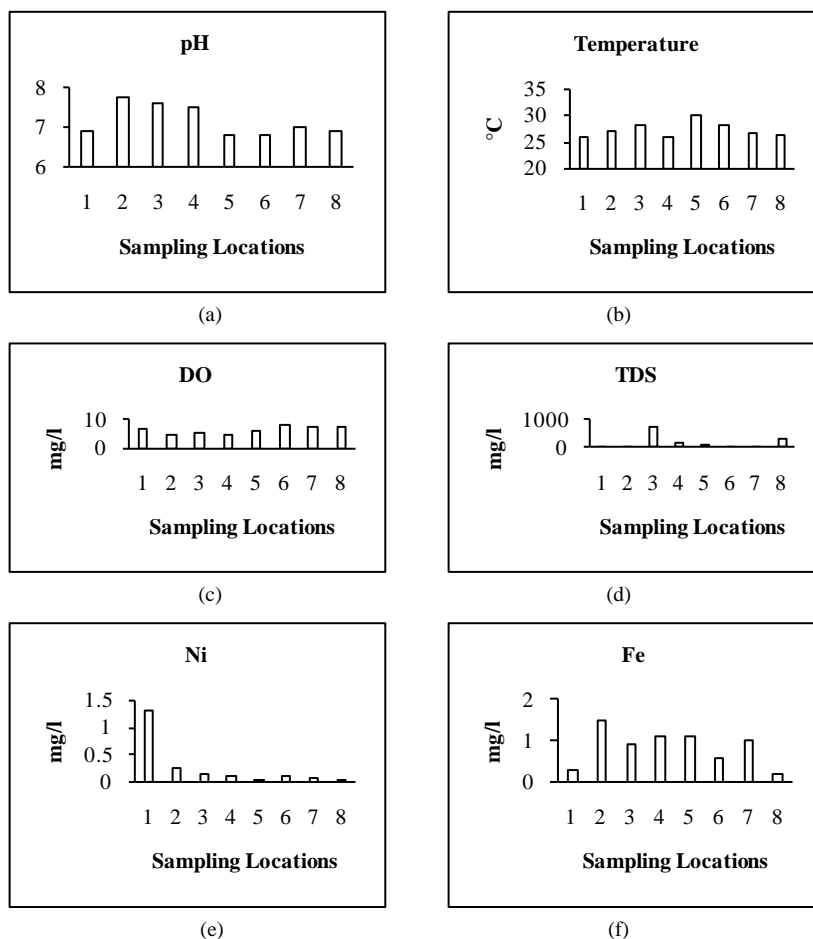 pH
8
7
6
1 2 3 4 5 6 7 8
Sampling Locations
(a)
Temperature
°C
35
30
25
20
1 2 3 4 5 6 7 8
Sampling Locations
(b)
DO
mg/l
10
0
1 2 3 4 5 6 7 8
Sampling Locations
(c)
TDS
mg/l
1000
0
1 2 3 4 5 6 7 8
Sampling Locations
(d)
Ni
mg/l
1.5
1
0.5
0
1 2 3 4 5 6 7 8
Sampling Locations
(e)
Fe
mg/l
2
1
0
1 2 3 4 5 6 7 8
Sampling Locations
(f)